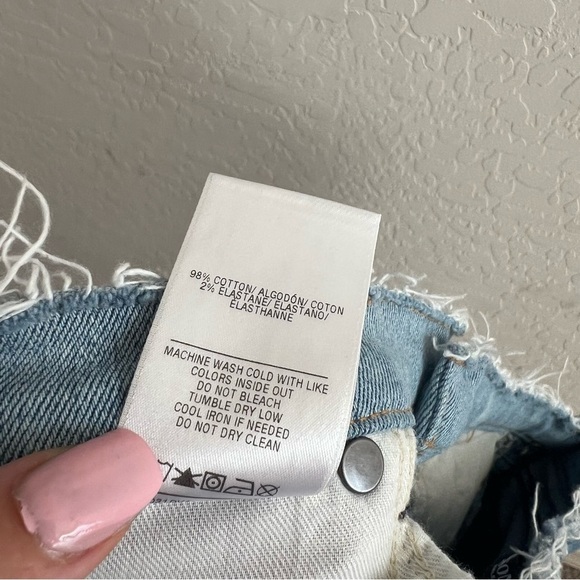 98% COTTON/ ALGODÓN/ COTON
2% ELASTANE/ ELASTANO/
ÉLASTHANNE
MACHINE WASH COLD WITH LIKE
COLORS INSIDE OUT
DO NOT BLEACH
TUMBLE DRY LOW
COOL IRON IF NEEDED
DO NOT DRY CLEAN